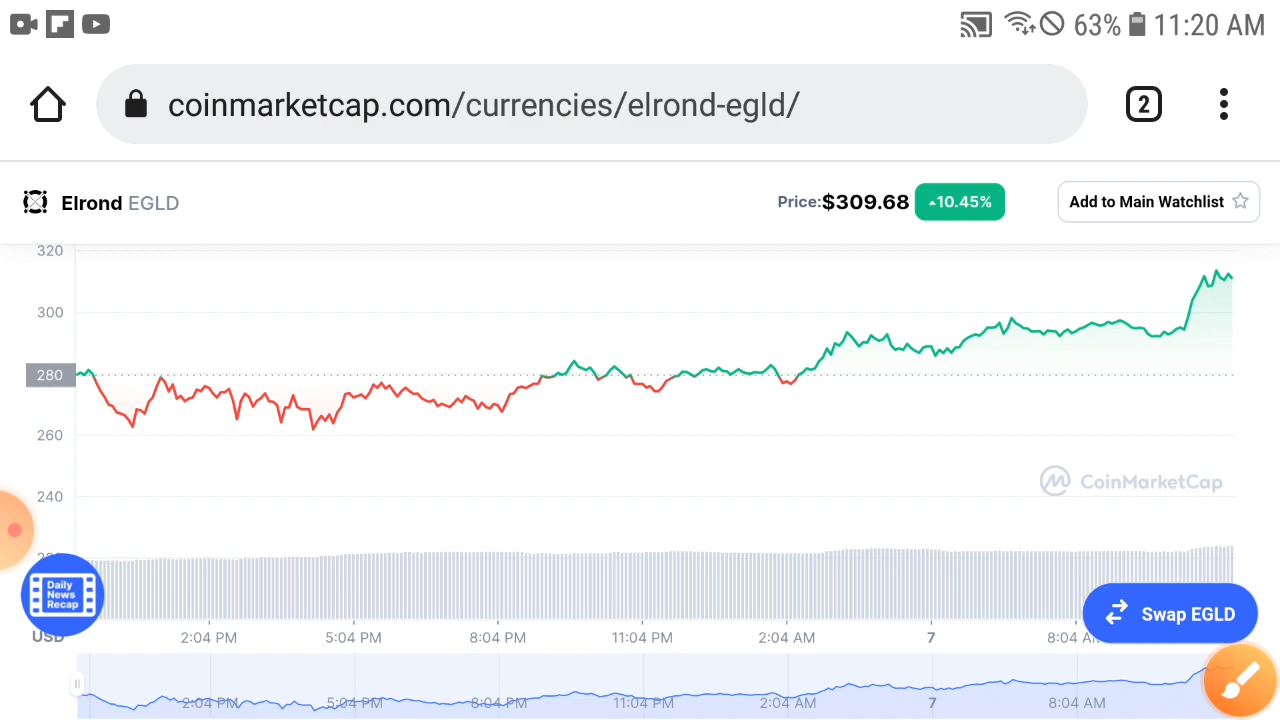 63% 11:20 AM
coinmarketcap.com/currencies/elrond-egld/
2
Elrond EGLD
Price:$309.68
10.45%
Add to Main Watchlist
320
300
280
260
240
CoinMarketCap
Daily
News
Recap
Swap EGLD
USD
2:04 PM 5:04 PM 8:04 PM 11:04 PM 2:04 AM 7 8:04 AM
2:04 PM 5:04 PM 8:04 PM 11:04 PM 2:04 AM 7 8:04 AM